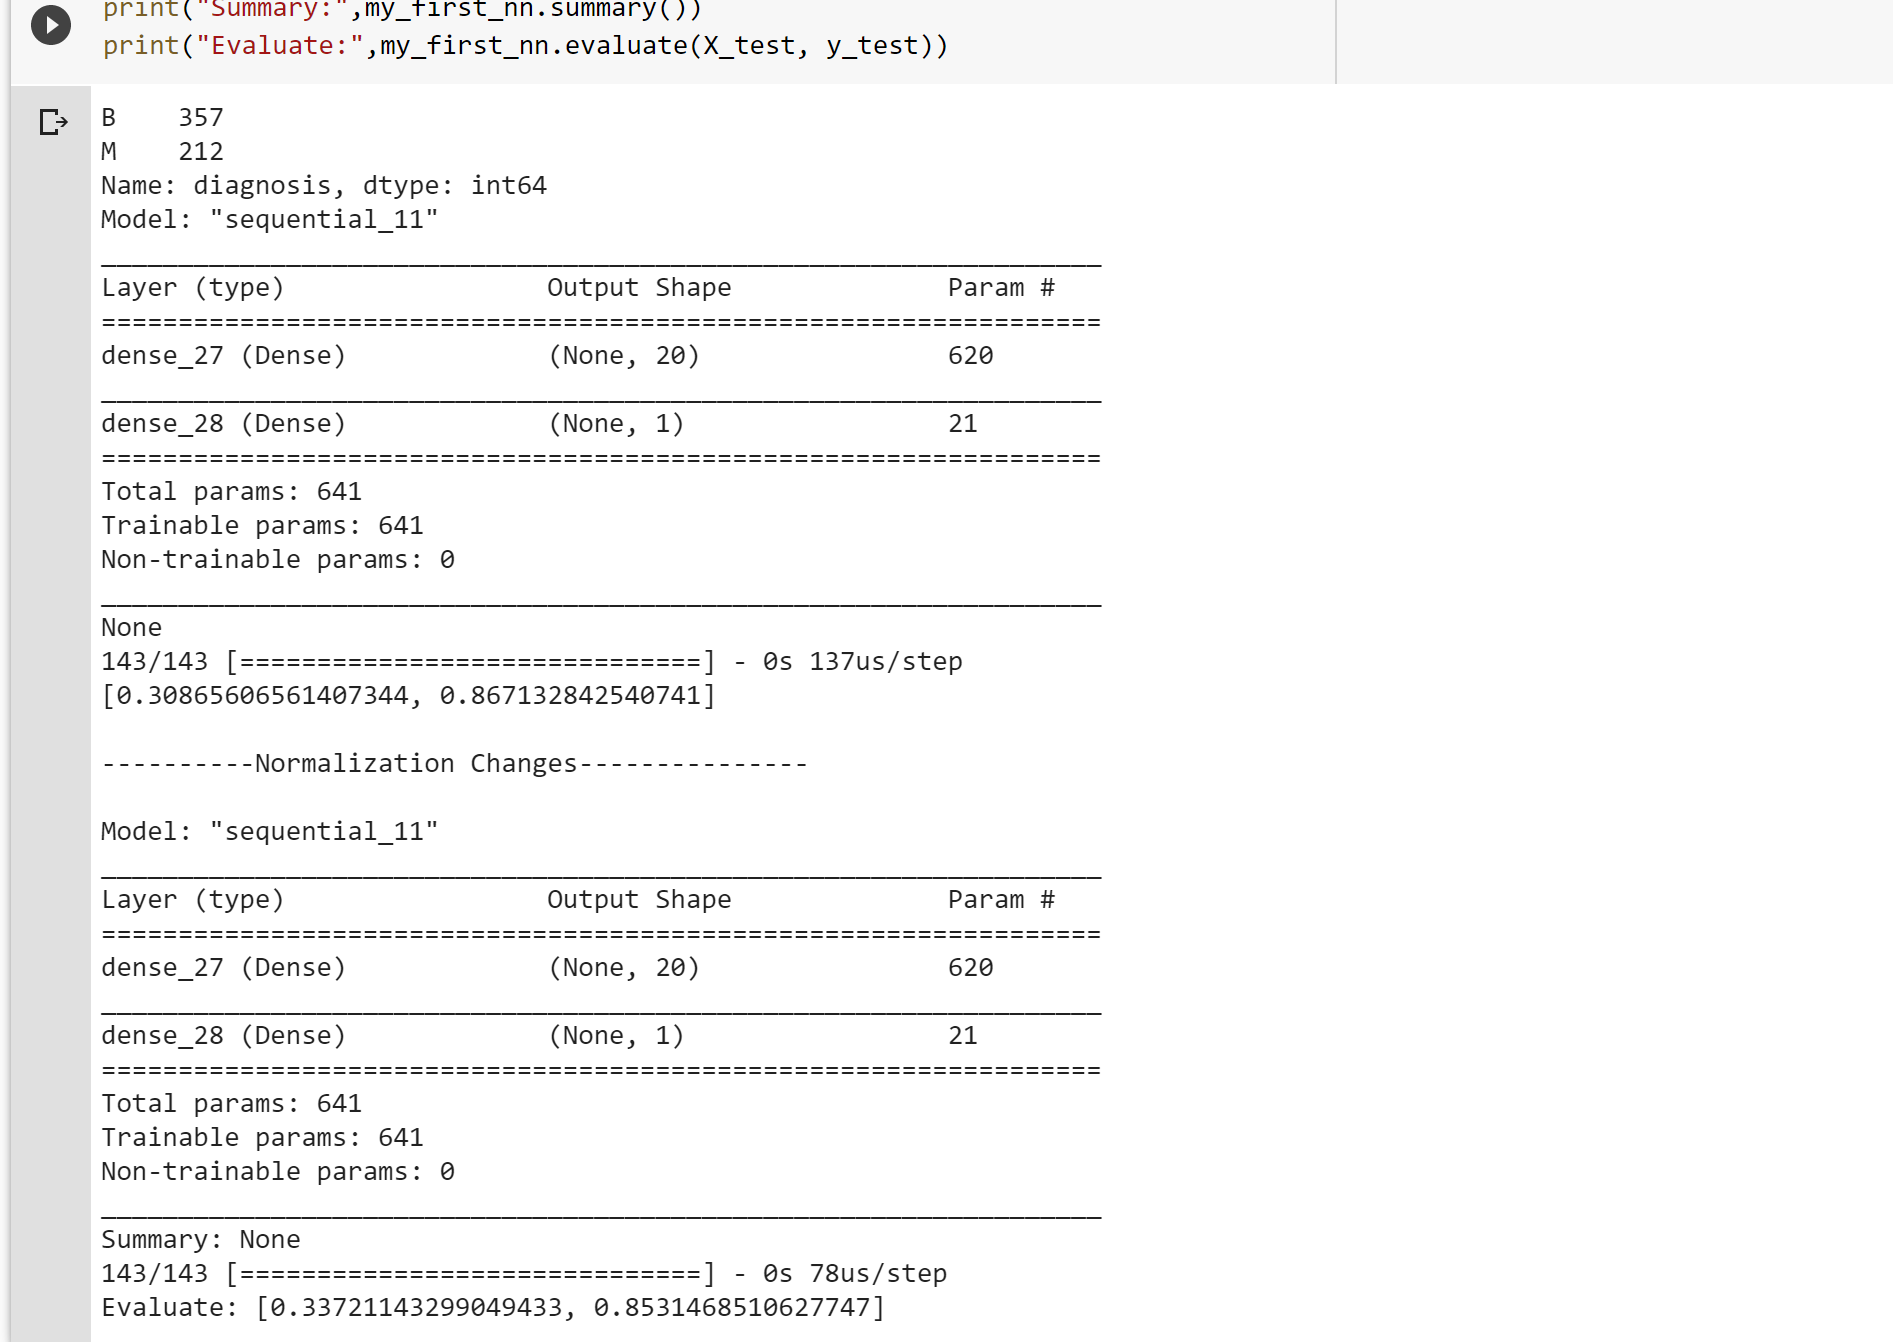 print("Summary:",my_first_nn.summary())
print("Evaluate:",my_first_nn.evaluate(X_test, y_test))
B    357
M    212
Name: diagnosis, dtype: int64
Model: "sequential_11"
_________________________________________________________________
Layer (type)                 Output Shape              Param #
=================================================================
dense_27 (Dense)             (None, 20)                620
_________________________________________________________________
dense_28 (Dense)             (None, 1)                 21
=================================================================
Total params: 641
Trainable params: 641
Non-trainable params: 0
_________________________________________________________________
None
143/143 [==============================] - 0s 137us/step
[0.30865606561407344, 0.867132842540741]
----------Normalization Changes---------------
Model: "sequential_11"
_________________________________________________________________
Layer (type)                 Output Shape              Param #
=================================================================
dense_27 (Dense)             (None, 20)                620
_________________________________________________________________
dense_28 (Dense)             (None, 1)                 21
=================================================================
Total params: 641
Trainable params: 641
Non-trainable params: 0
_________________________________________________________________
Summary: None
143/143 [==============================] - 0s 78us/step
Evaluate: [0.33721143299049433, 0.8531468510627747]